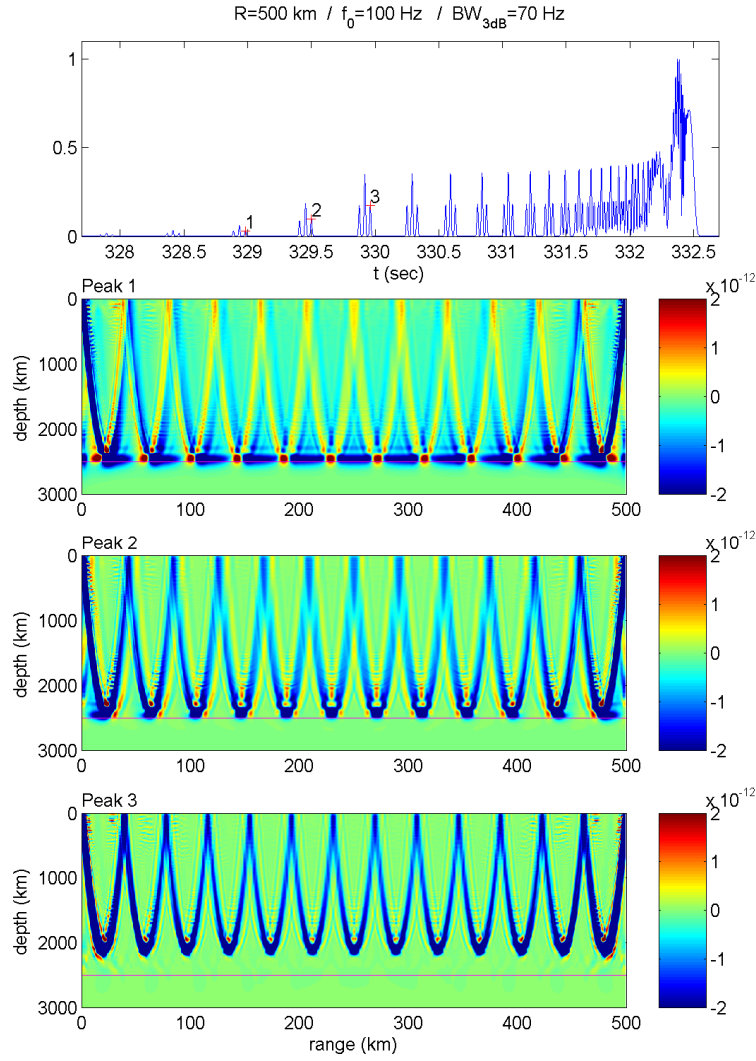 R=500 km / f0=100 Hz / BW3dB=70 Hz
1
0.5
0
1
2
3
328 328.5 329 329.5 330 330.5 331 331.5 332 332.5
t (sec)
Peak 1
x 10-12
depth (km)
0
1000
2000
3000
0 100 200 300 400 500
2
1
0
-1
-2
Peak 2
x 10-12
depth (km)
0
1000
2000
3000
0 100 200 300 400 500
2
1
0
-1
-2
Peak 3
x 10-12
depth (km)
0
1000
2000
3000
0 100 200 300 400 500
range (km)
2
1
0
-1
-2